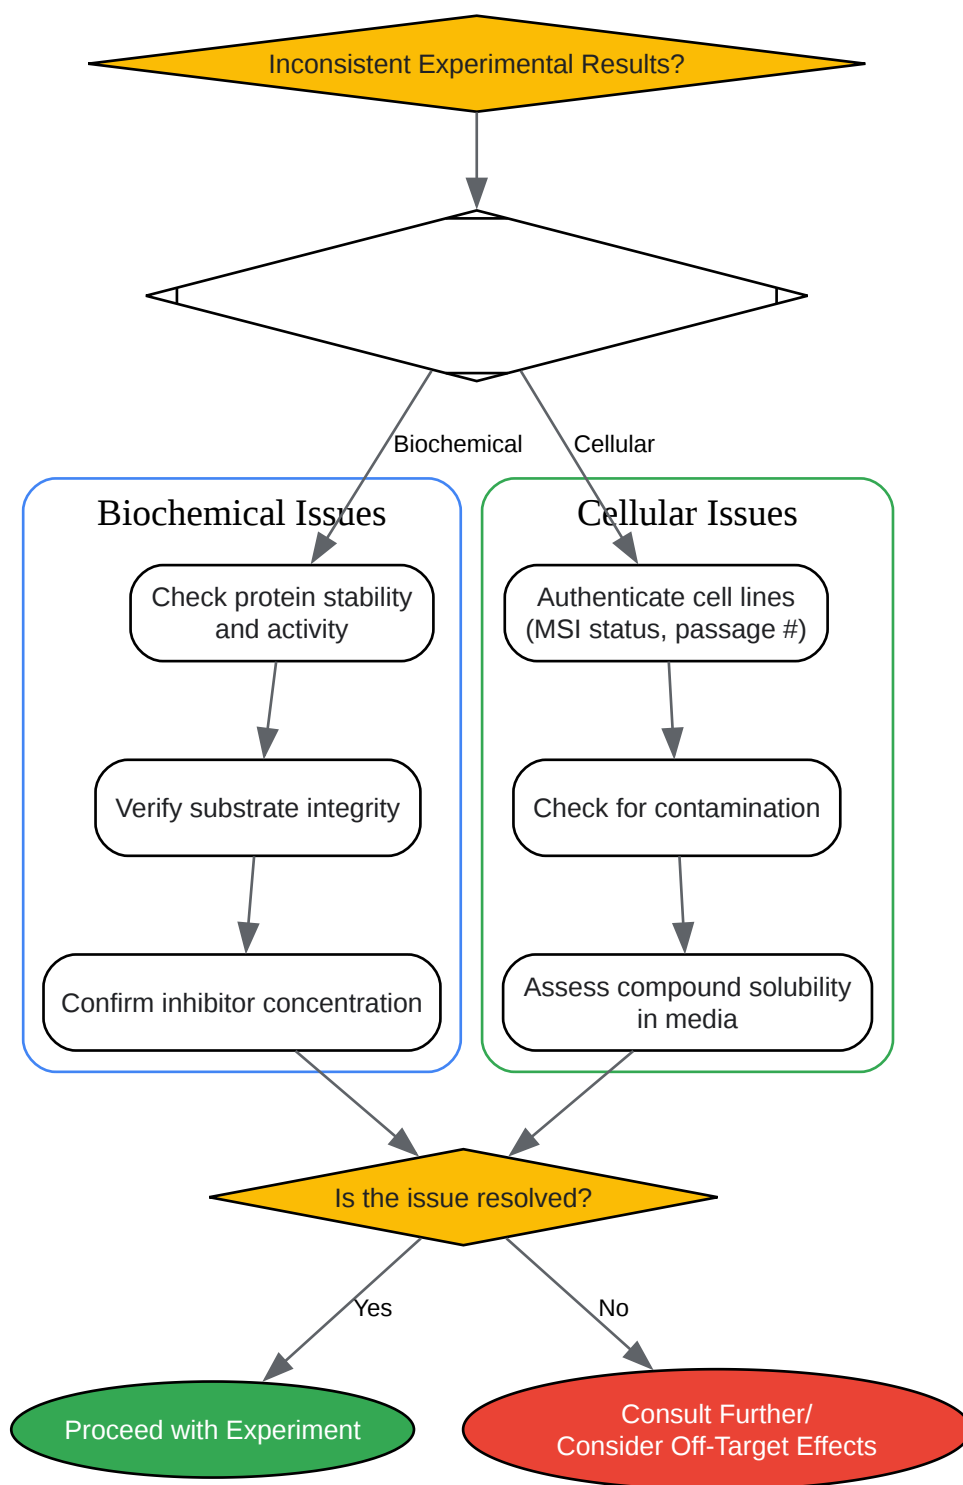 Inconsistent Experimental Results?
Biochemical
Cellular
Biochemical Issues
Cellular Issues
Check protein stability
and activity
Authenticate cell lines
(MSI status, passage #)
Verify substrate integrity
Check for contamination
Confirm inhibitor concentration
Assess compound solubility
in media
Is the issue resolved?
Yes
No
Proceed with Experiment
Consult Further/
Consider Off-Target Effects